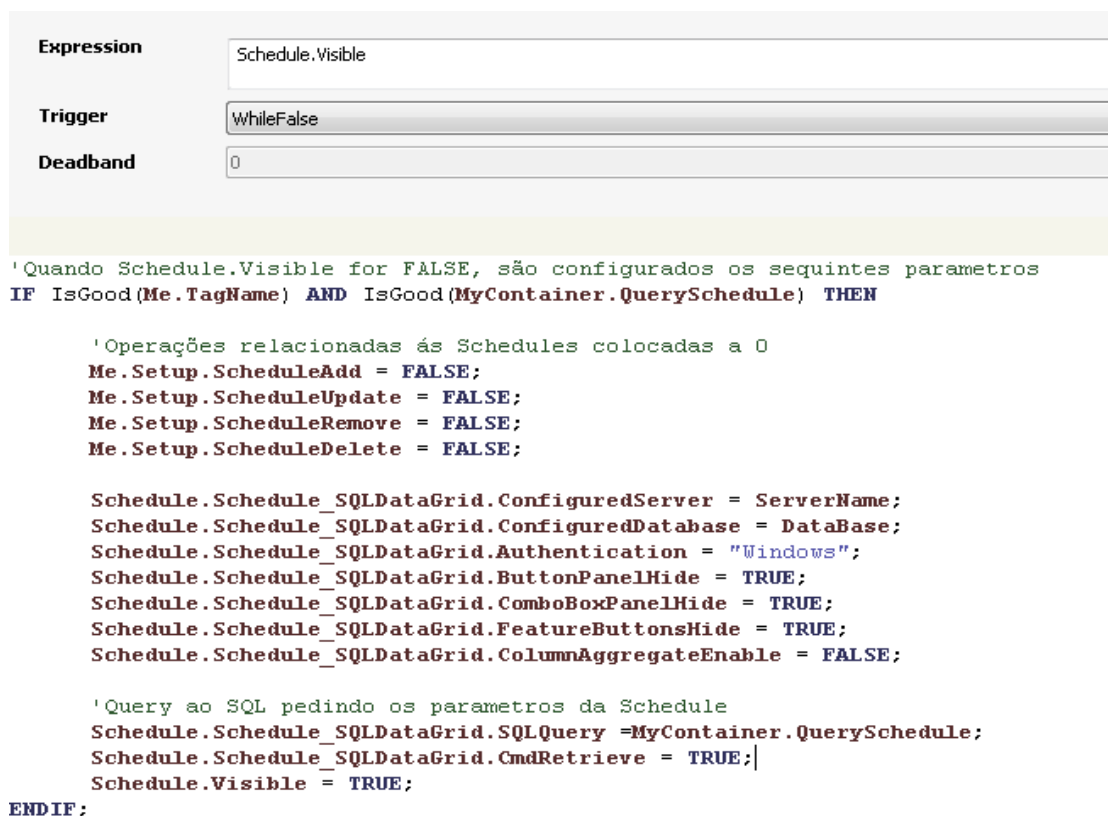 Expression
Schedule.Visible
Trigger
WhileFalse
Deadband
0
'Quando Schedule.Visible for FALSE, são configurados os sequintes parametros
IF IsGood(Me.TagName) AND IsGood(MyContainer.QuerySchedule) THEN
'Operações relacionadas ás Schedules colocadas a 0
Me.Setup.ScheduleAdd = FALSE;
Me.Setup.ScheduleUpdate = FALSE;
Me.Setup.ScheduleRemove = FALSE;
Me.Setup.ScheduleDelete = FALSE;
Schedule.Schedule_SQLDataGrid.ConfiguredServer = ServerName;
Schedule.Schedule_SQLDataGrid.ConfiguredDatabase = DataBase;
Schedule.Schedule_SQLDataGrid.Authentication = "Windows";
Schedule.Schedule_SQLDataGrid.ButtonPanelHide = TRUE;
Schedule.Schedule_SQLDataGrid.ComboBoxPanelHide = TRUE;
Schedule.Schedule_SQLDataGrid.FeatureButtonsHide = TRUE;
Schedule.Schedule_SQLDataGrid.ColumnAggregateEnable = FALSE;
'Query ao SQL pedindo os parametros da Schedule
Schedule.Schedule_SQLDataGrid.SQLQuery =MyContainer.QuerySchedule;
Schedule.Schedule_SQLDataGrid.CmdRetrieve = TRUE;
Schedule.Visible = TRUE;
ENDIF;